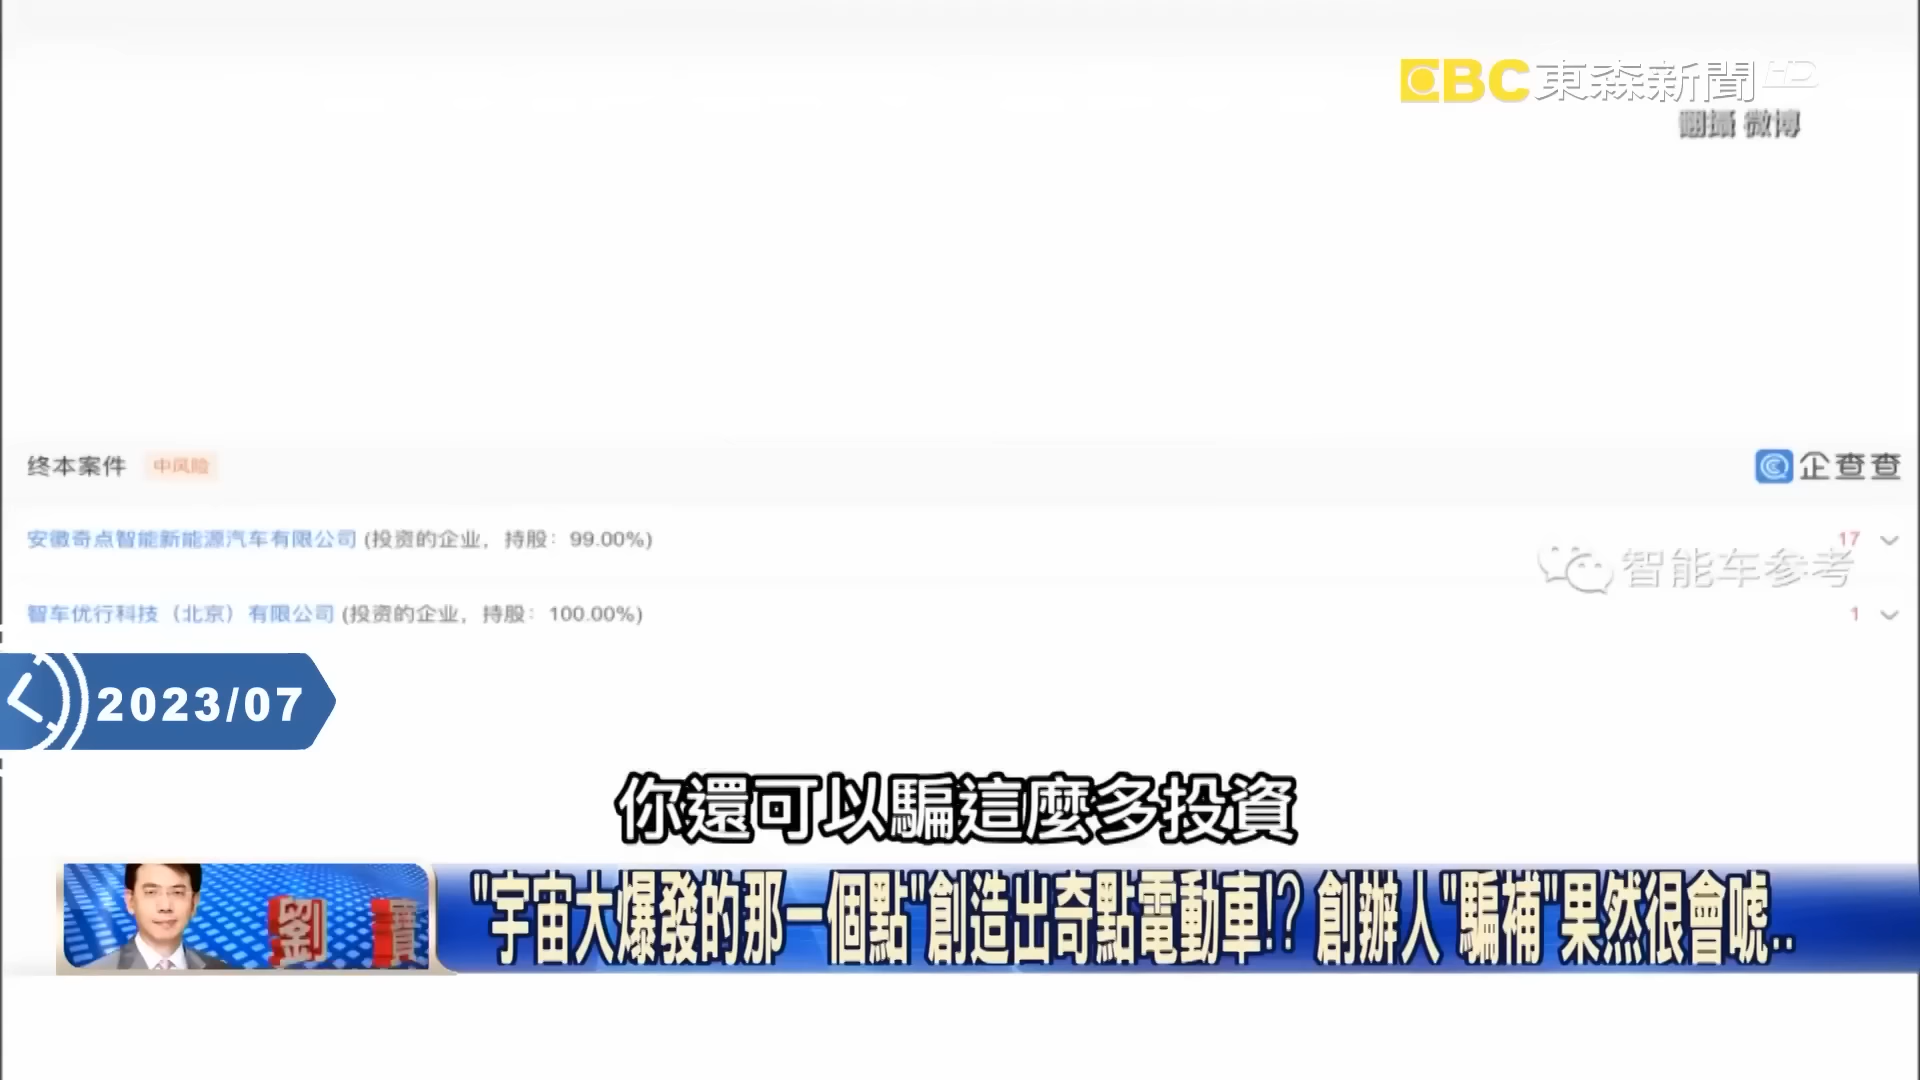 EBC東森新聞HD
翻攝 微博
终本案件 中风险
企查查
安徽奇点智能新能源汽车有限公司 (投资的企业，持股：99.00%) 17
智能车参考
智车优行科技（北京）有限公司 (投资的企业，持股：100.00%) 1
2023/07
你還可以騙這麼多投資
劉 寶
"宇宙大爆發的那一個點"創造出奇點電動車!? 創辦人"騙補"果然很會唬..